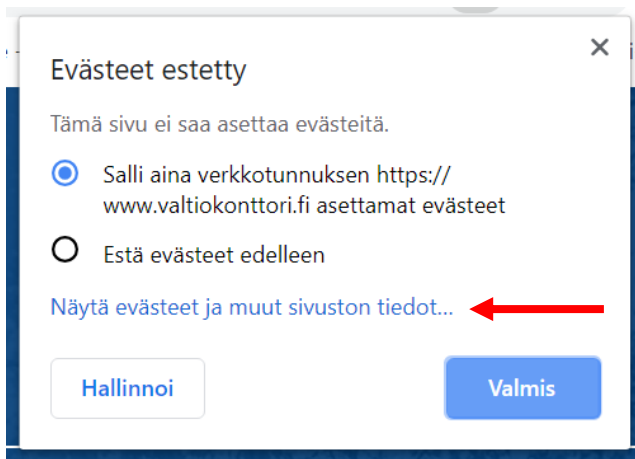 Evästeet estetty
Tämä sivu ei saa asettaa evästeitä.
Salli aina verkkotunnuksen https://
www.valtiokonttori.fi asettamat evästeet
Estä evästeet edelleen
Näytä evästeet ja muut sivuston tiedot...
Hallinnoi
Valmis